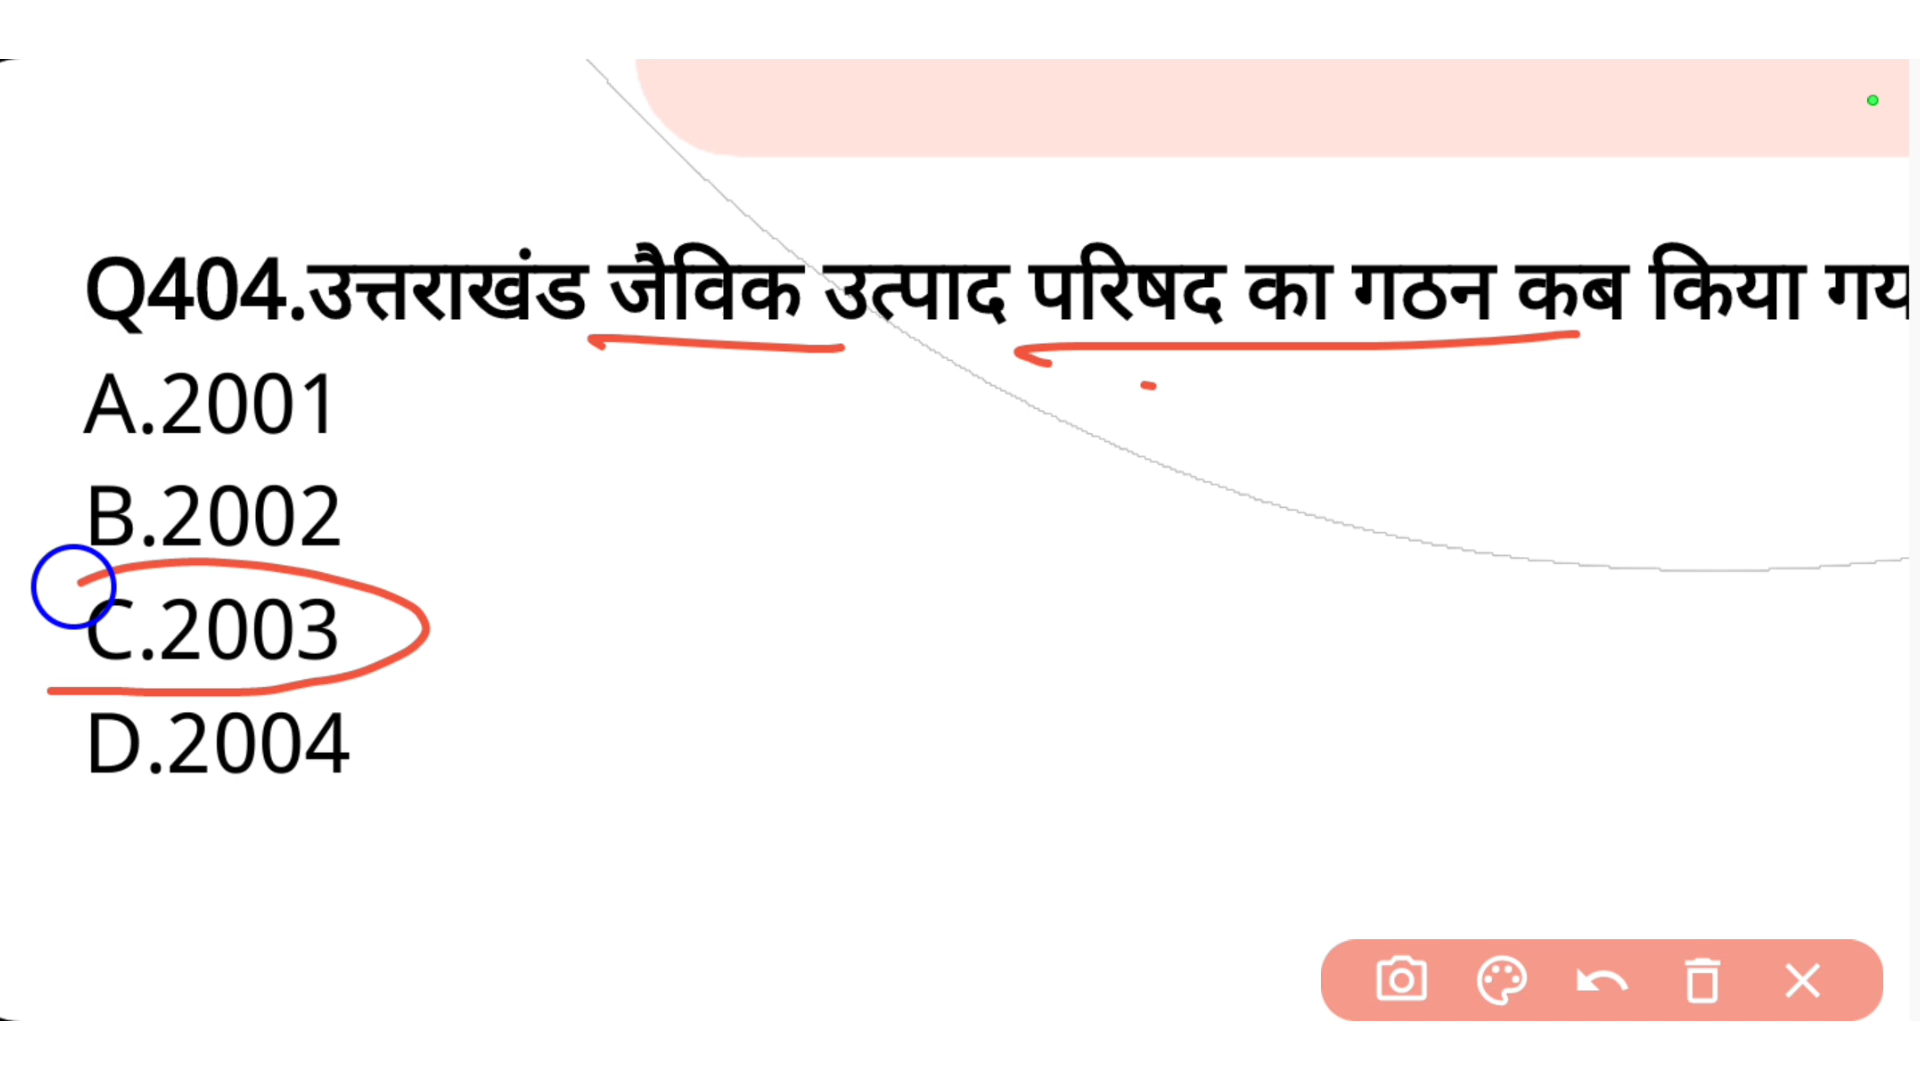 Q404.उत्तराखंड जैविक उत्पाद परिषद का गठन कब किया गय
A.2001
B.2002
C.2003
D.2004